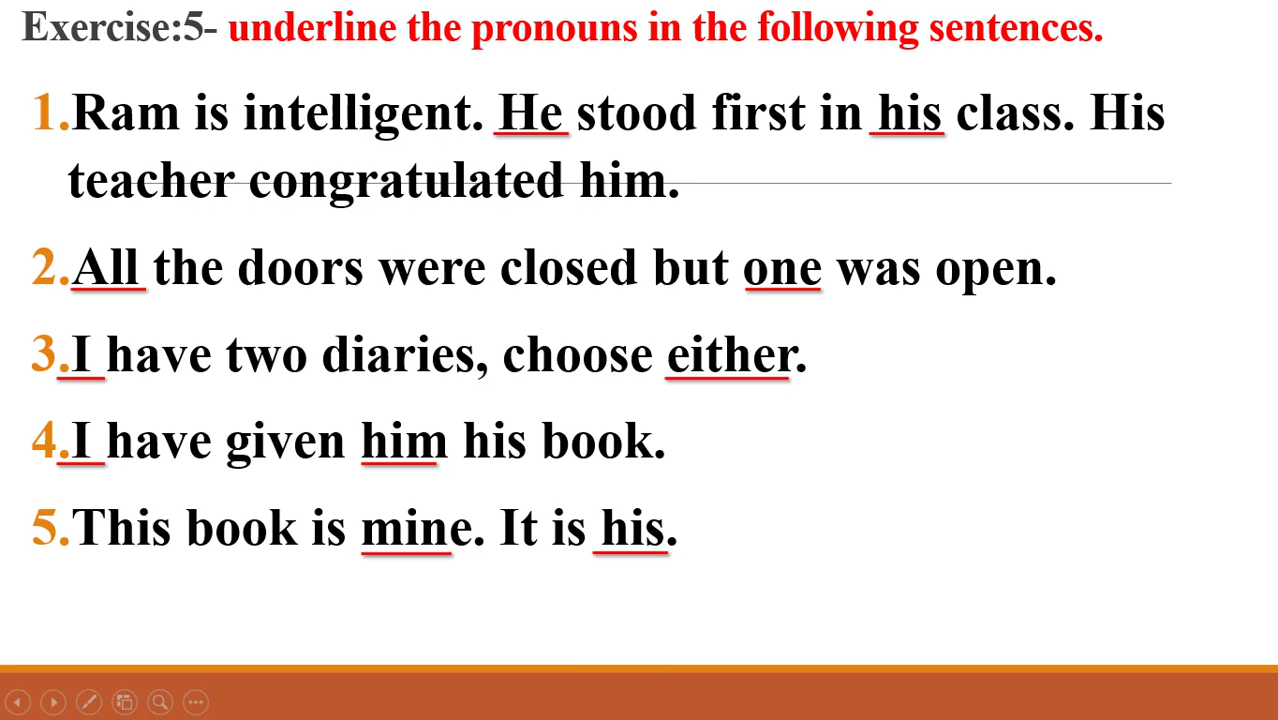 Exercise:5- underline the pronouns in the following sentences.
1.Ram is intelligent. He stood first in his class. His
teacher congratulated him.
2.All the doors were closed but one was open.
3.I have two diaries, choose either.
4.I have given him his book.
5.This book is mine. It is his.